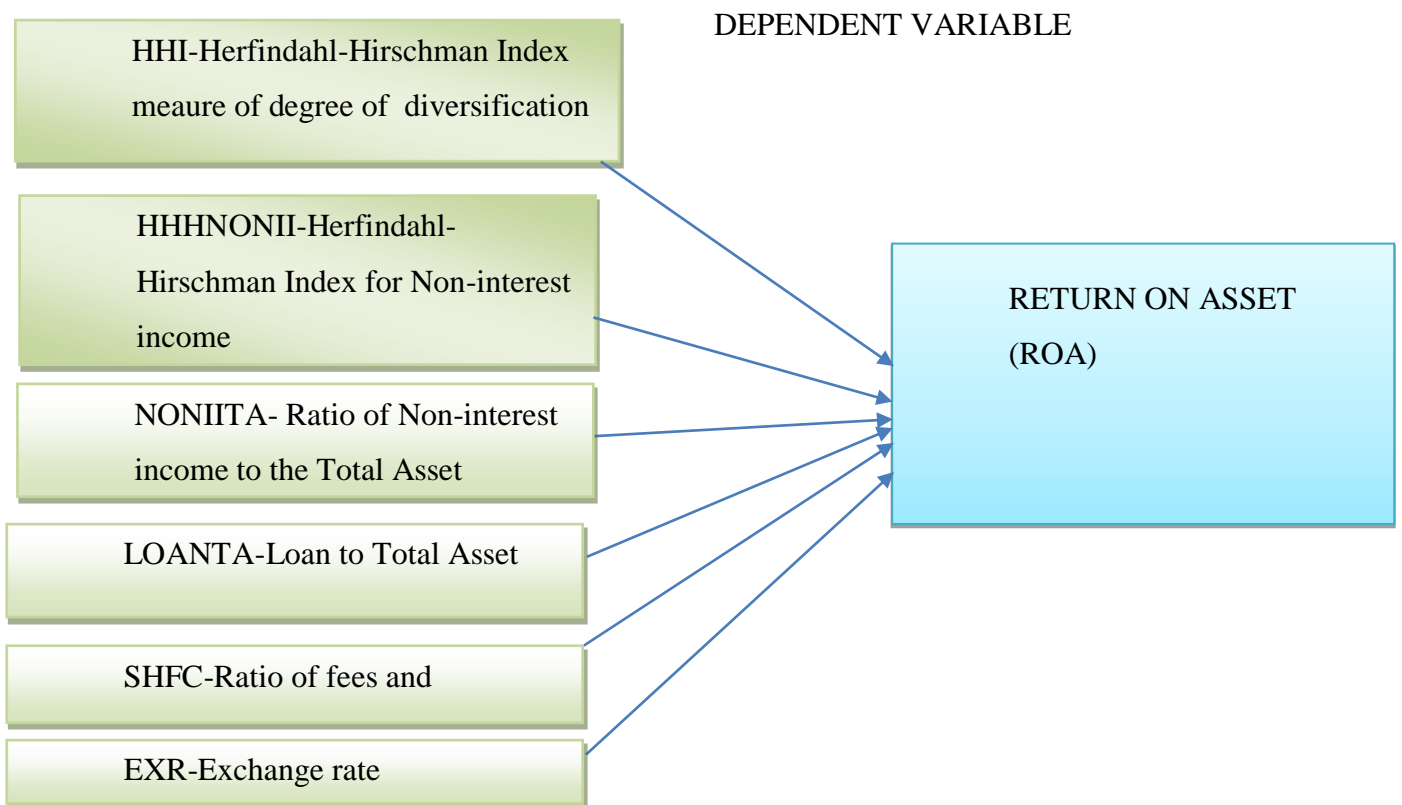 DEPENDENT VARIABLE
HHI-Herfindahl-Hirschman Index
meaure of degree of diversification
HHHNONII-Herfindahl-
Hirschman Index for Non-interest
income
NONIITA- Ratio of Non-interest
income to the Total Asset
LOANTA-Loan to Total Asset
SHFC-Ratio of fees and
EXR-Exchange rate
RETURN ON ASSET
(ROA)